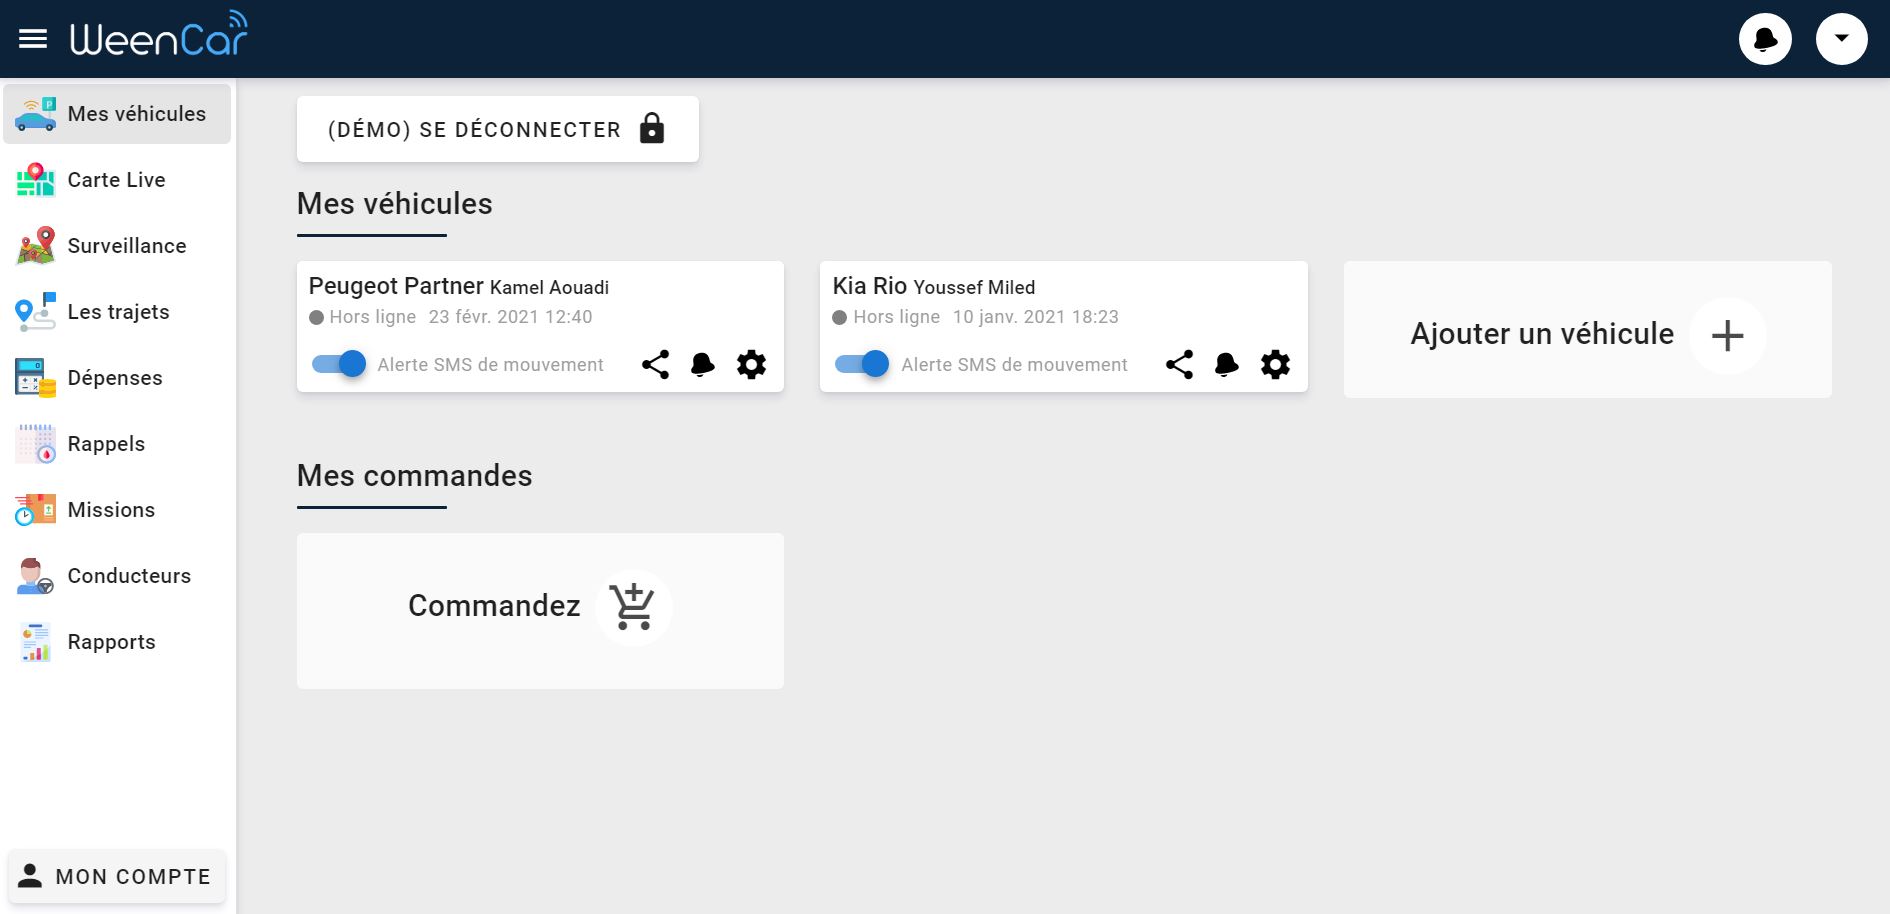 WeenCar
Mes véhicules
Carte Live
Surveillance
Les trajets
Dépenses
Rappels
Missions
Conducteurs
Rapports
MON COMPTE
(DÉMO) SE DÉCONNECTER
Mes véhicules
Peugeot Partner Kamel Aouadi
Hors ligne 23 févr. 2021 12:40
Alerte SMS de mouvement
Kia Rio Youssef Miled
Hors ligne 10 janv. 2021 18:23
Alerte SMS de mouvement
Ajouter un véhicule
Mes commandes
Commandez